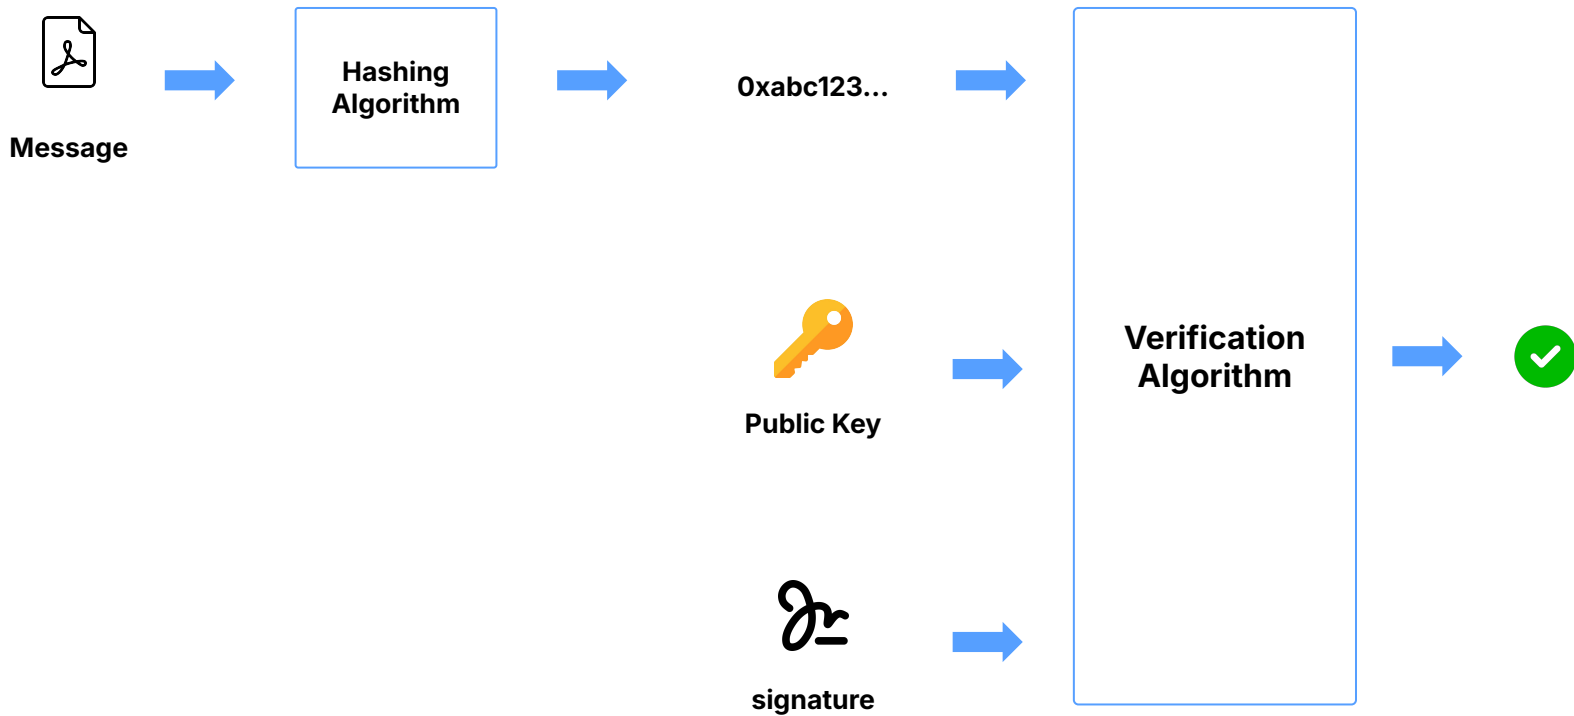 Hashing
Algorithm
0xabc123...
Message
Verification
Algorithm
Public Key
signature